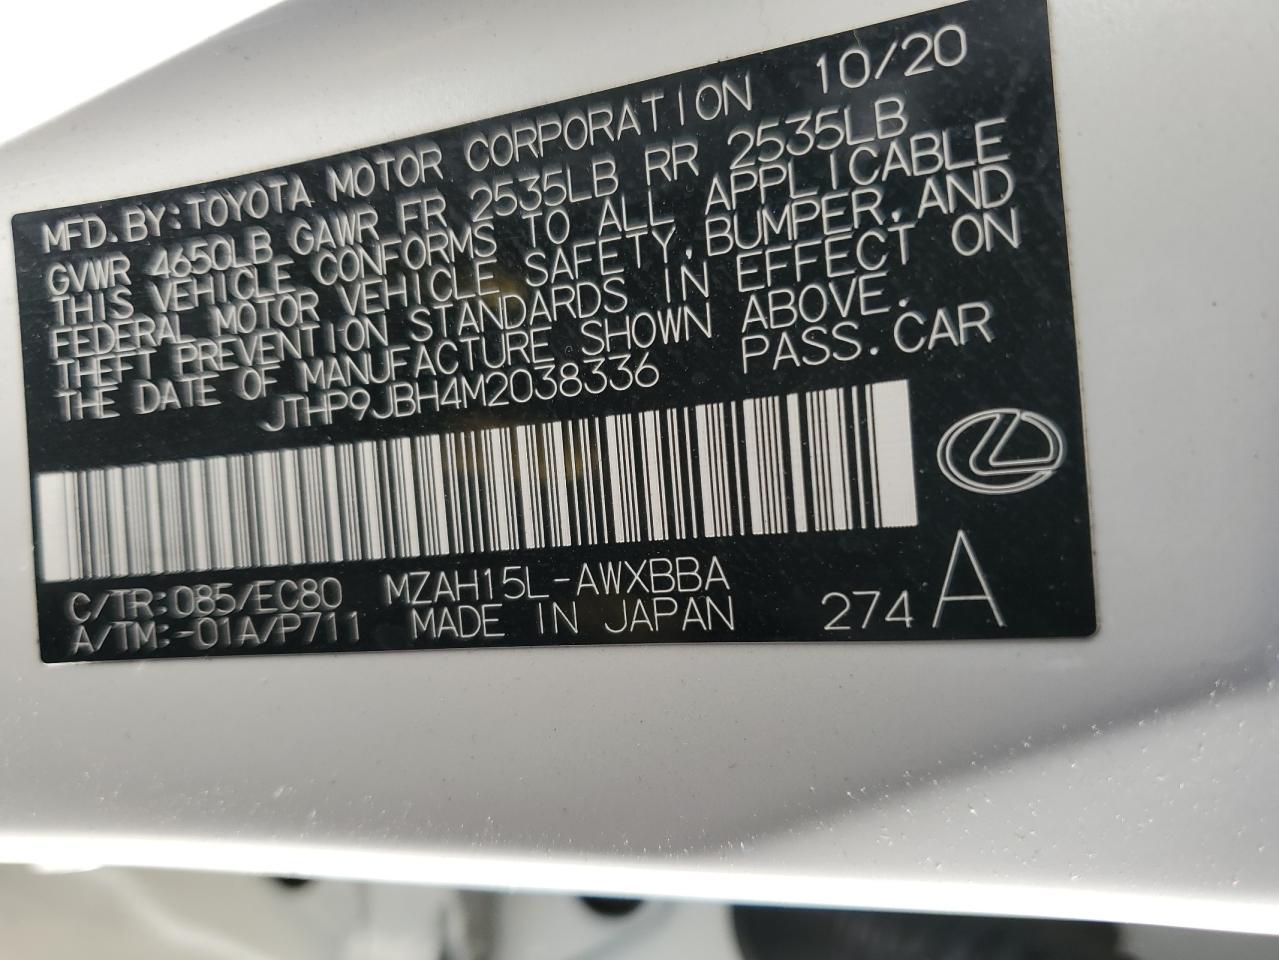 MFD. BY: TOYOTA MOTOR CORPORATION 10/20
GVWR 4650LB GAWR FR 2535LB RR 2535LB
THIS VEHICLE CONFORMS TO ALL APPLICABLE
FEDERAL MOTOR VEHICLE SAFETY, BUMPER, AND
THEFT PREVENTION STANDARDS IN EFFECT ON
THE DATE OF MANUFACTURE SHOWN ABOVE.
JTHP9JBH4M2038336 PASS. CAR
C/TR: 085/EC80 MZAH15L-AWXBBA
A/TM: -01A/P711 MADE IN JAPAN 274 A